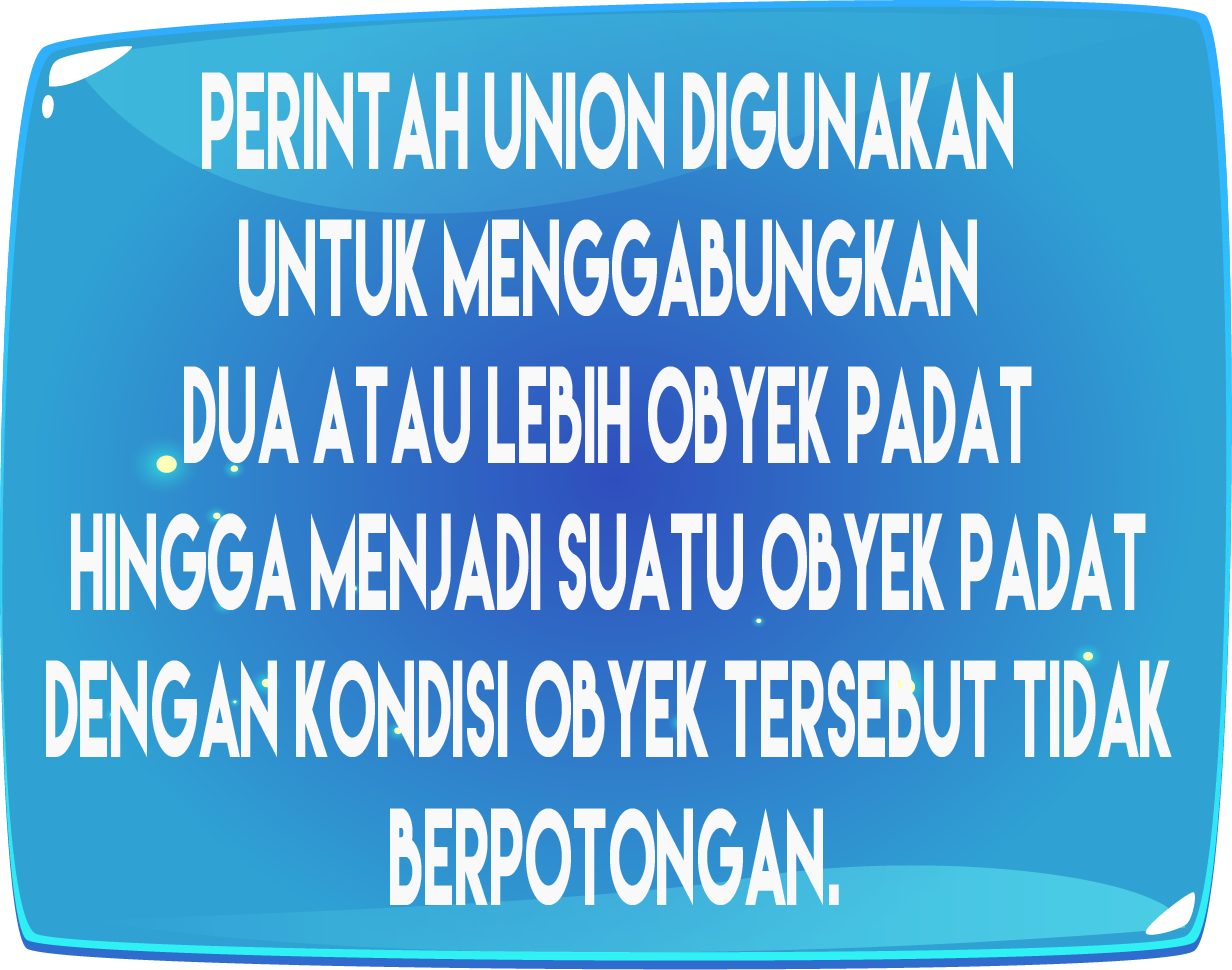 PERINTAH UNION DIGUNAKAN
UNTUK MENGGABUNGKAN
DUA ATAU LEBIH OBYEK PADAT
HINGGA MENJADI SUATU OBYEK PADAT
DENGAN KONDISI OBYEK TERSEBUT TIDAK
BERPOTONGAN.